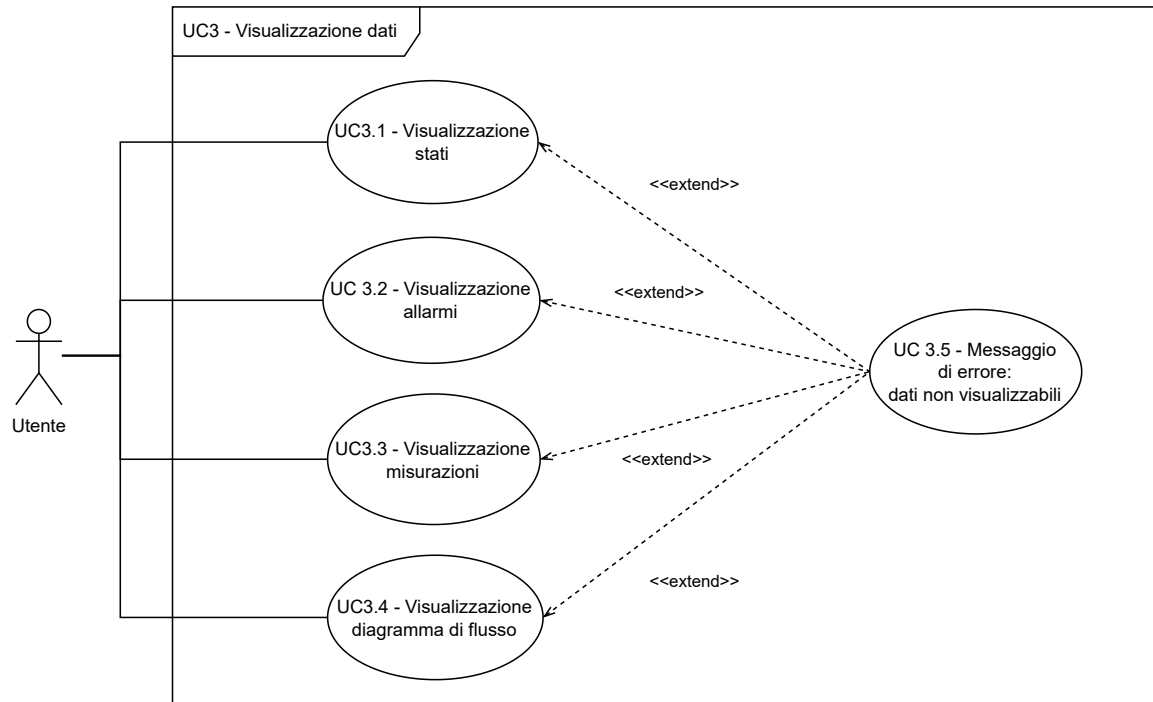 UC3 - Visualizzazione dati
UC3.1 - Visualizzazione
stati
<<extend>>
UC 3.2 - Visualizzazione
allarmi
<<extend>>
UC 3.5 - Messaggio
di errore:
dati non visualizzabili
Utente
UC3.3 - Visualizzazione
misurazioni
<<extend>>
UC3.4 - Visualizzazione
diagramma di flusso
<<extend>>